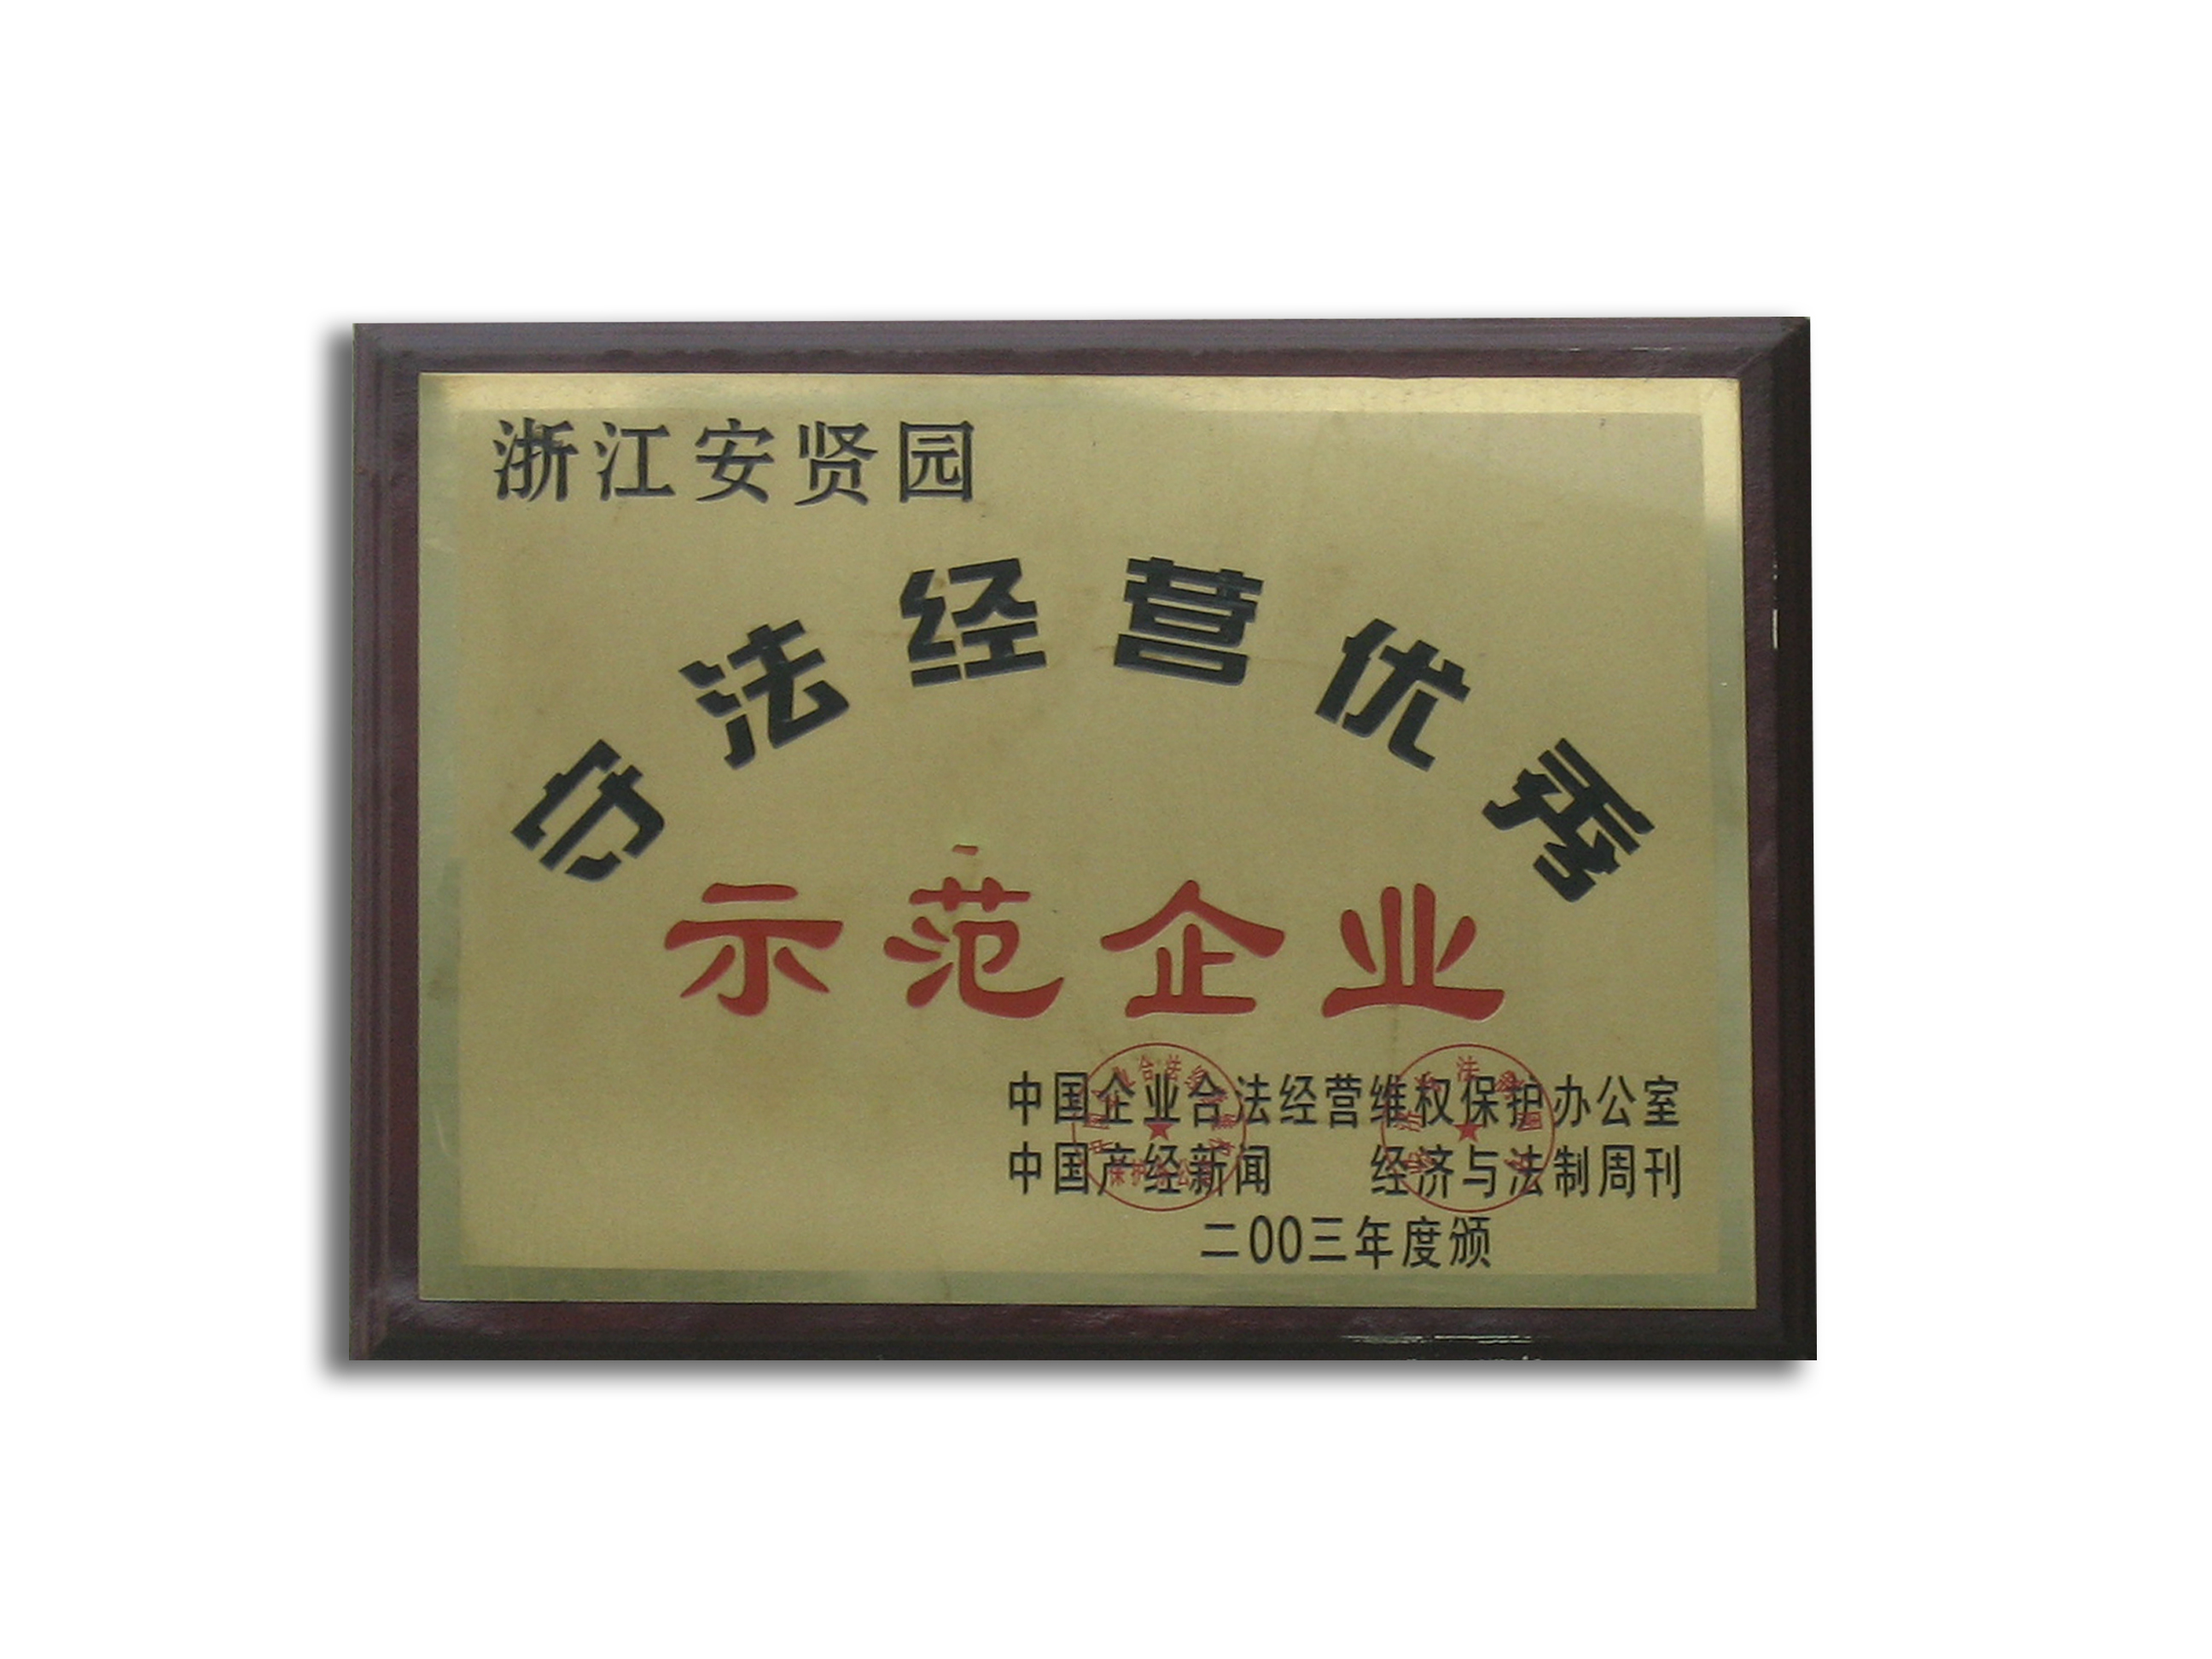 浙江安贤园
守法经营优秀
示范企业
中国企业合法经营维权保护办公室
中国产经新闻 经济与法制周刊
二00三年度颁